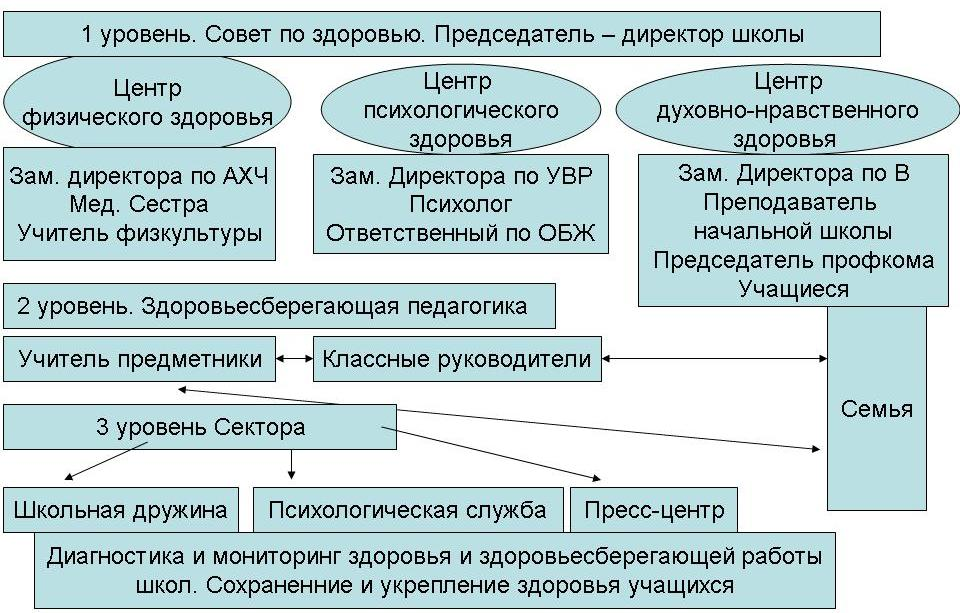 1 уровень. Совет по здоровью. Председатель – директор школы
Центр
физического здоровья
Центр
психологического
здоровья
Центр
духовно-нравственного
здоровья
Зам. директора по АХЧ
Мед. Сестра
Учитель физкультуры
Зам. Директора по УВР
Психолог
Ответственный по ОБЖ
Зам. Директора по В
Преподаватель
начальной школы
Председатель профкома
Учащиеся
2 уровень. Здоровьесберегающая педагогика
Учитель предметники
Классные руководители
Семья
3 уровень Сектора
Школьная дружина
Психологическая служба
Пресс-центр
Диагностика и мониторинг здоровья и здоровьесберегающей работы
школ. Сохраненние и укрепление здоровья учащихся